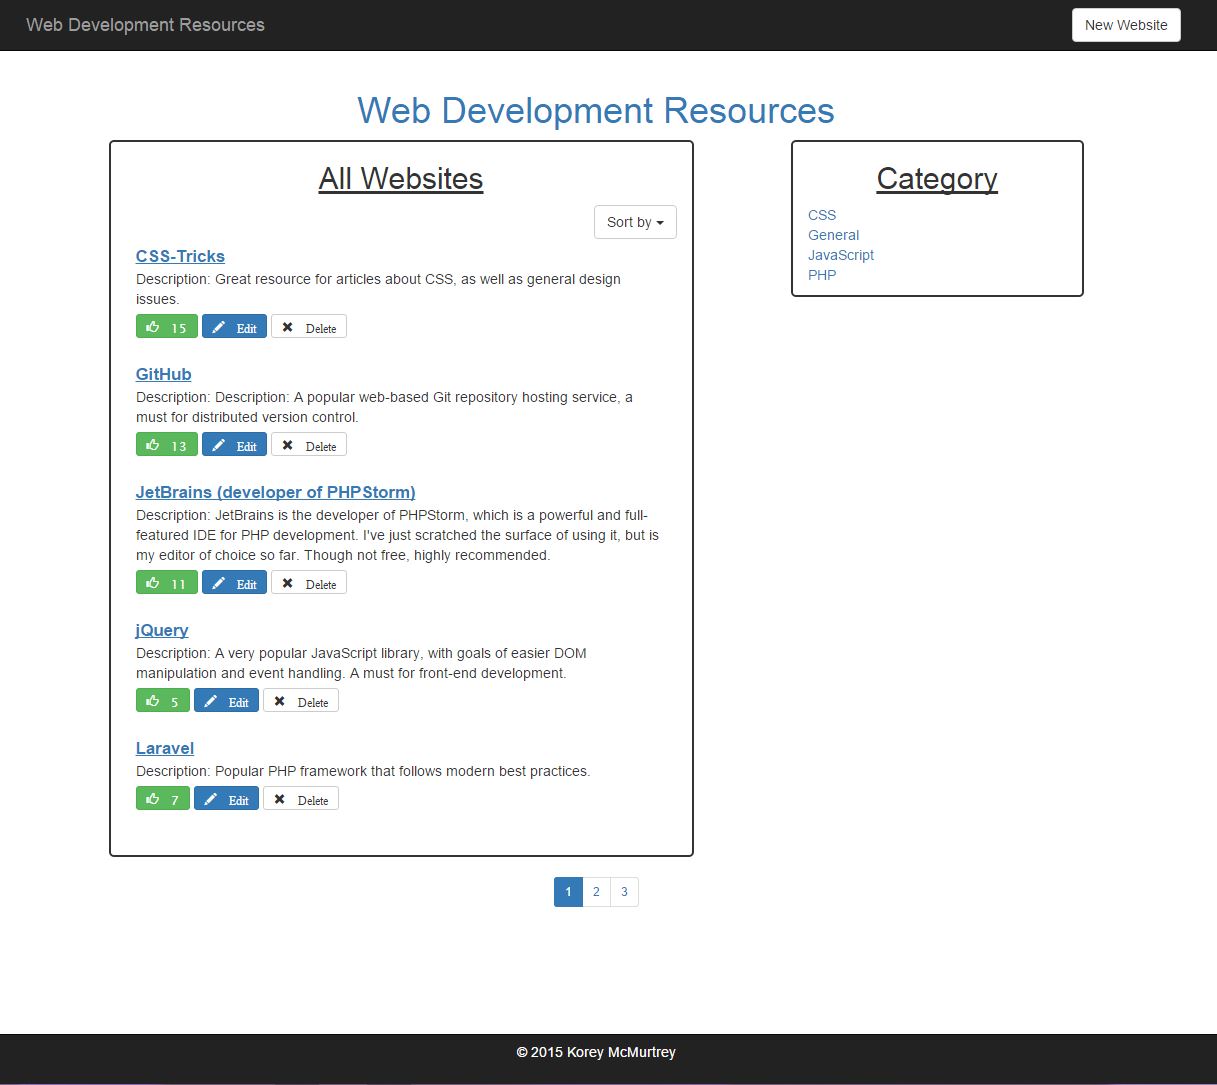 Web Development Resources
New Website
Web Development Resources
All Websites
Sort by
CSS-Tricks
Description: Great resource for articles about CSS, as well as general design
issues.
15 Edit Delete
GitHub
Description: Description: A popular web-based Git repository hosting service, a
must for distributed version control.
13 Edit Delete
JetBrains (developer of PHPStorm)
Description: JetBrains is the developer of PHPStorm, which is a powerful and full-
featured IDE for PHP development. I've just scratched the surface of using it, but is
my editor of choice so far. Though not free, highly recommended.
11 Edit Delete
jQuery
Description: A very popular JavaScript library, with goals of easier DOM
manipulation and event handling. A must for front-end development.
5 Edit Delete
Laravel
Description: Popular PHP framework that follows modern best practices.
7 Edit Delete
Category
CSS
General
JavaScript
PHP
1 2 3
© 2015 Korey McMurtrey